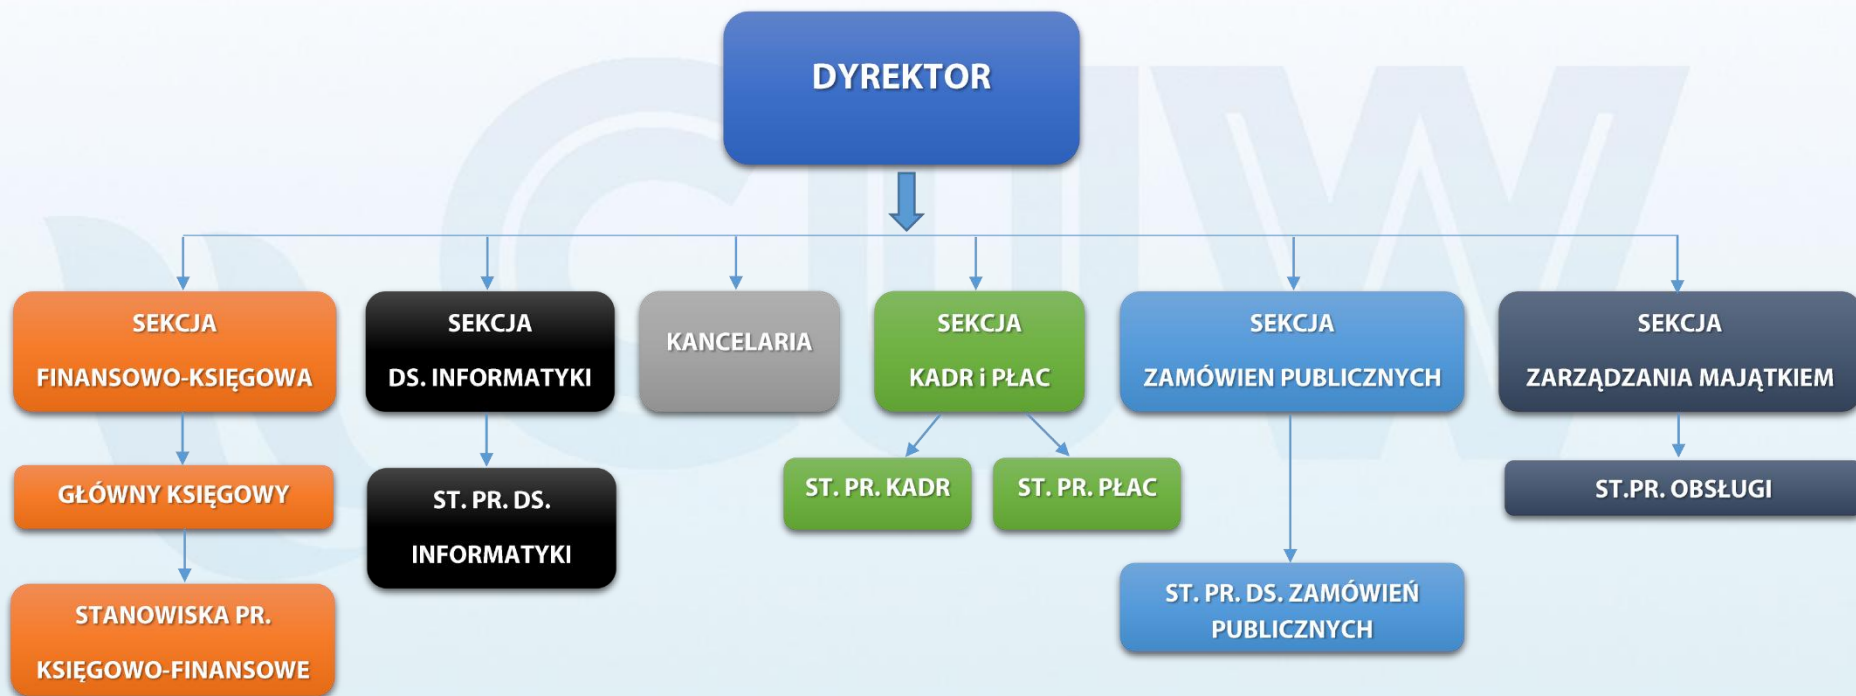 DYREKTOR
SEKCJA
FINANSOWO-KSIĘGOWA
SEKCJA
DS. INFORMATYKI
KANCELARIA
SEKCJA
KADR i PŁAC
SEKCJA
ZAMÓWIEN PUBLICZNYCH
SEKCJA
ZARZĄDZANIA MAJĄTKIEM
GŁÓWNY KSIĘGOWY
ST. PR. DS.
INFORMATYKI
ST. PR. KADR
ST. PR. PŁAC
ST.PR. OBSŁUGI
STANOWISKA PR.
KSIĘGOWO-FINANSOWE
ST. PR. DS. ZAMÓWIEŃ
PUBLICZNYCH
CUW